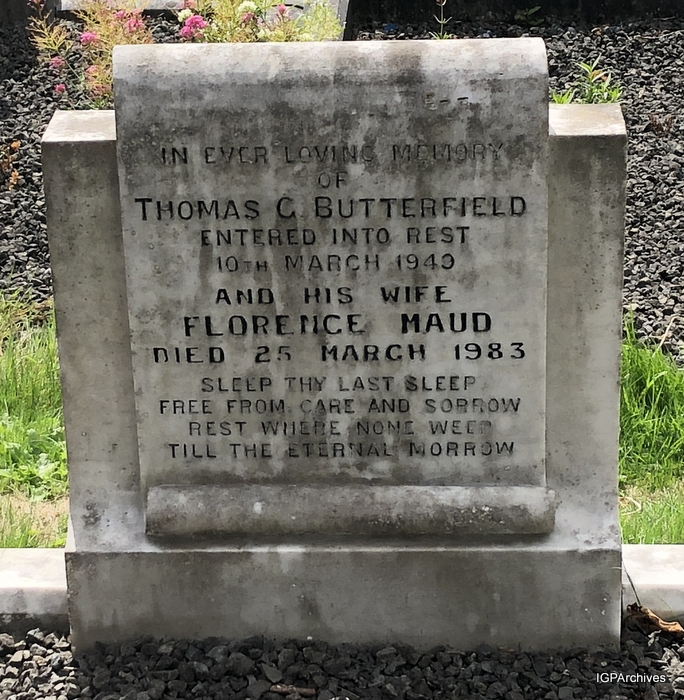 IN EVER LOVING MEMORY
OF
THOMAS G. BUTTERFIELD
ENTERED INTO REST
10TH MARCH 1949
AND HIS WIFE
FLORENCE MAUD
DIED 25 MARCH 1983
SLEEP THY LAST SLEEP
FREE FROM CARE AND SORROW
REST WHERE NONE WEEP
TILL THE ETERNAL MORROW
IGPArchives